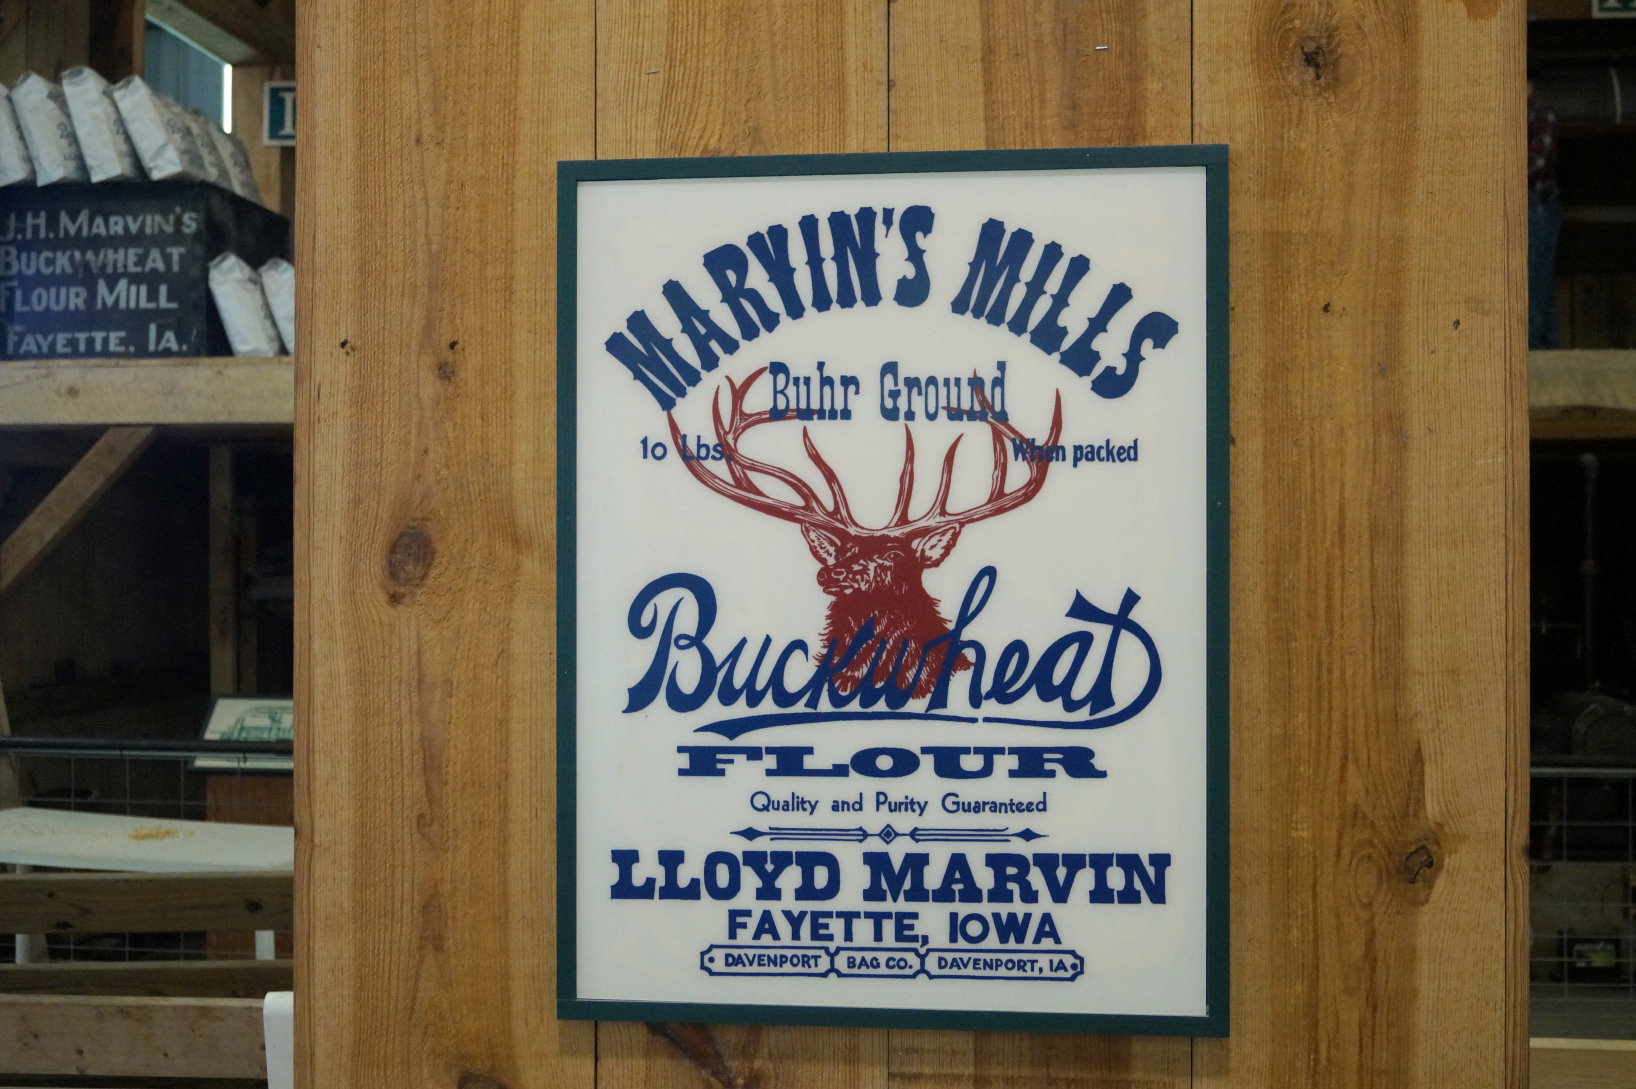 J.H. MARVIN'S
BUCKWHEAT
FLOUR MILL
FAYETTE, IA.
MARVIN'S MILLS
Buhr Ground
10 Lbs. When packed
Buckwheat
FLOUR
Quality and Purity Guaranteed
LLOYD MARVIN
FAYETTE, IOWA
DAVENPORT BAG CO. DAVENPORT, IA